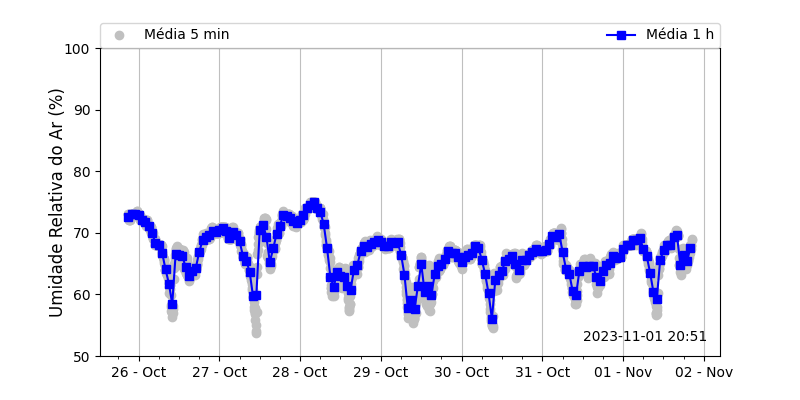 Média 5 min
Média 1 h
Umidade Relativa do Ar (%)
100
90
80
70
60
50
2023-11-01 20:51
26 - Oct
27 - Oct
28 - Oct
29 - Oct
30 - Oct
31 - Oct
01 - Nov
02 - Nov